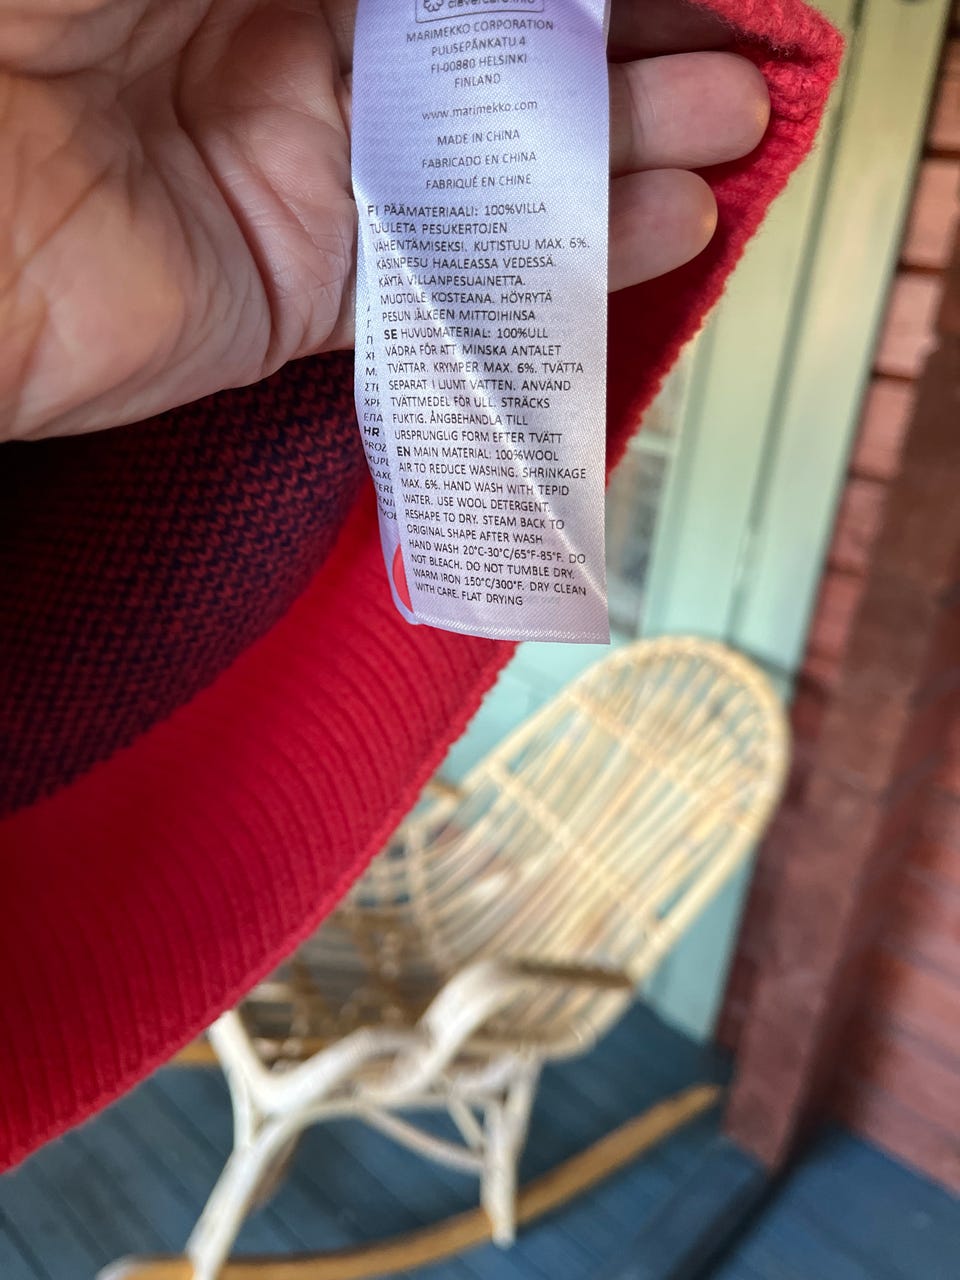 clevercare.info
MARIMEKKO CORPORATION
PUUSEPÄNKATU 4
FI-00880 HELSINKI
FINLAND
www.marimekko.com
MADE IN CHINA
FABRICADO EN CHINA
FABRIQUÉ EN CHINE
FI PÄÄMATERIAALI: 100%VILLA
TUULETA PESUKERTOJEN
VÄHENTÄMISEKSI. KUTISTUU MAX. 6%.
KÄSINPESU HAALEASSA VEDESSÄ.
KÄYTÄ VILLANPESUAINETTA.
MUOTOILE KOSTEANA. HÖYRYTÄ
PESUN JÄLKEEN MITTOIHINSA
SE HUVUDMATERIAL: 100%ULL
VÄDRA FÖR ATT MINSKA ANTALET
TVÄTTAR. KRYMPER MAX. 6%. TVÄTTA
SEPARAT I LJUMT VATTEN. ANVÄND
TVÄTTMEDEL FÖR ULL. STRÄCKS
FUKTIG. ÅNGBEHANDLA TILL
URSPRUNGLIG FORM EFTER TVÄTT
EN MAIN MATERIAL: 100%WOOL
AIR TO REDUCE WASHING. SHRINKAGE
MAX. 6%. HAND WASH WITH TEPID
WATER. USE WOOL DETERGENT.
RESHAPE TO DRY. STEAM BACK TO
ORIGINAL SHAPE AFTER WASH
HAND WASH 20°C-30°C/65°F-85°F. DO
NOT BLEACH. DO NOT TUMBLE DRY.
WARM IRON 150°C/300°F. DRY CLEAN
WITH CARE. FLAT DRYING
HR